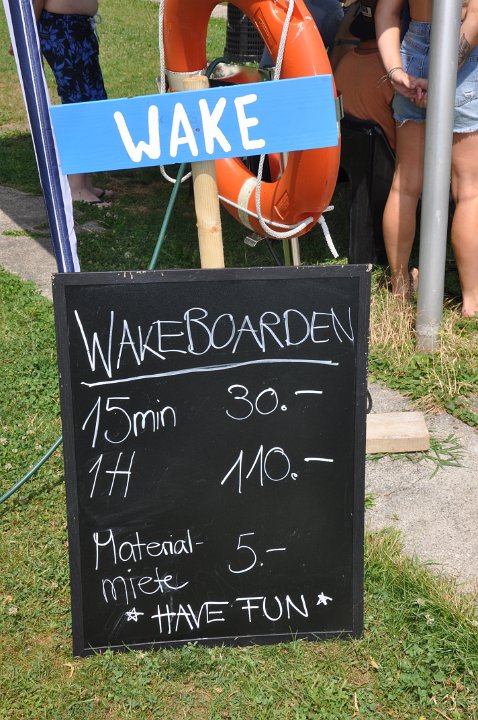 WAKE
WAKEBOARDEN
15min 30.–
1H 110.–
Material- 5.–
miete
* HAVE FUN *